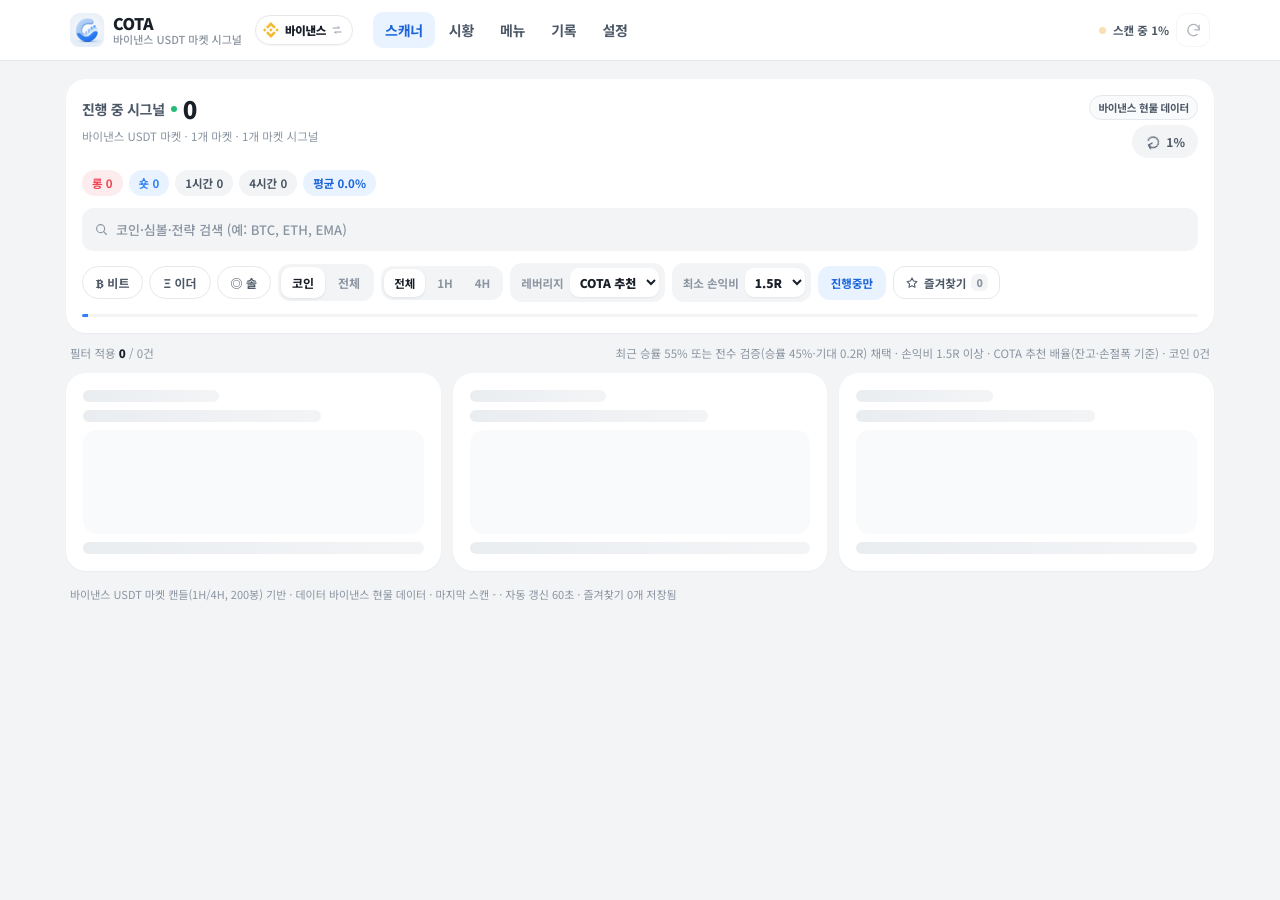 COTA
바이낸스 USDT 마켓 시그널
바이낸스
스캐너 시황 메뉴 기록 설정
스캔 중 1%
진행 중 시그널 0
바이낸스 현물 데이터
바이낸스 USDT 마켓 · 1개 마켓 · 1개 마켓 시그널
1%
롱 0 숏 0 1시간 0 4시간 0 평균 0.0%
코인·심볼·전략 검색 (예: BTC, ETH, EMA)
₿ 비트 Ξ 이더 ◎ 솔 코인 전체 전체 1H 4H 레버리지 COTA 추천 최소 손익비 1.5R 진행중만 즐겨찾기 0
필터 적용 0 / 0건
최근 승률 55% 또는 전수 검증(승률 45%·기대 0.2R) 채택 · 손익비 1.5R 이상 · COTA 추천 배율(잔고·손절폭 기준) · 코인 0건
바이낸스 USDT 마켓 캔들(1H/4H, 200봉) 기반 · 데이터 바이낸스 현물 데이터 · 마지막 스캔 - · 자동 갱신 60초 · 즐겨찾기 0개 저장됨